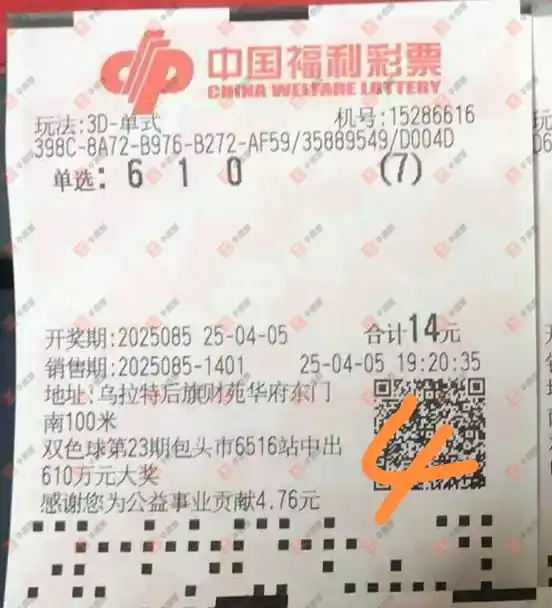 中国福利彩票
CHINA WELFARE LOTTERY
玩法:3D-单式 机号:15286616
398C-8A72-B976-B272-AF59/35889549/D004D
单选: 6 1 0 (7)
开奖期:2025085 25-04-05 合计14元
销售期:2025085-1401 25-04-05 19:20:35
地址:乌拉特后旗财苑华府东门
南100米
双色球第23期包头市6516站中出
610万元大奖
感谢您为公益事业贡献4.76元
4